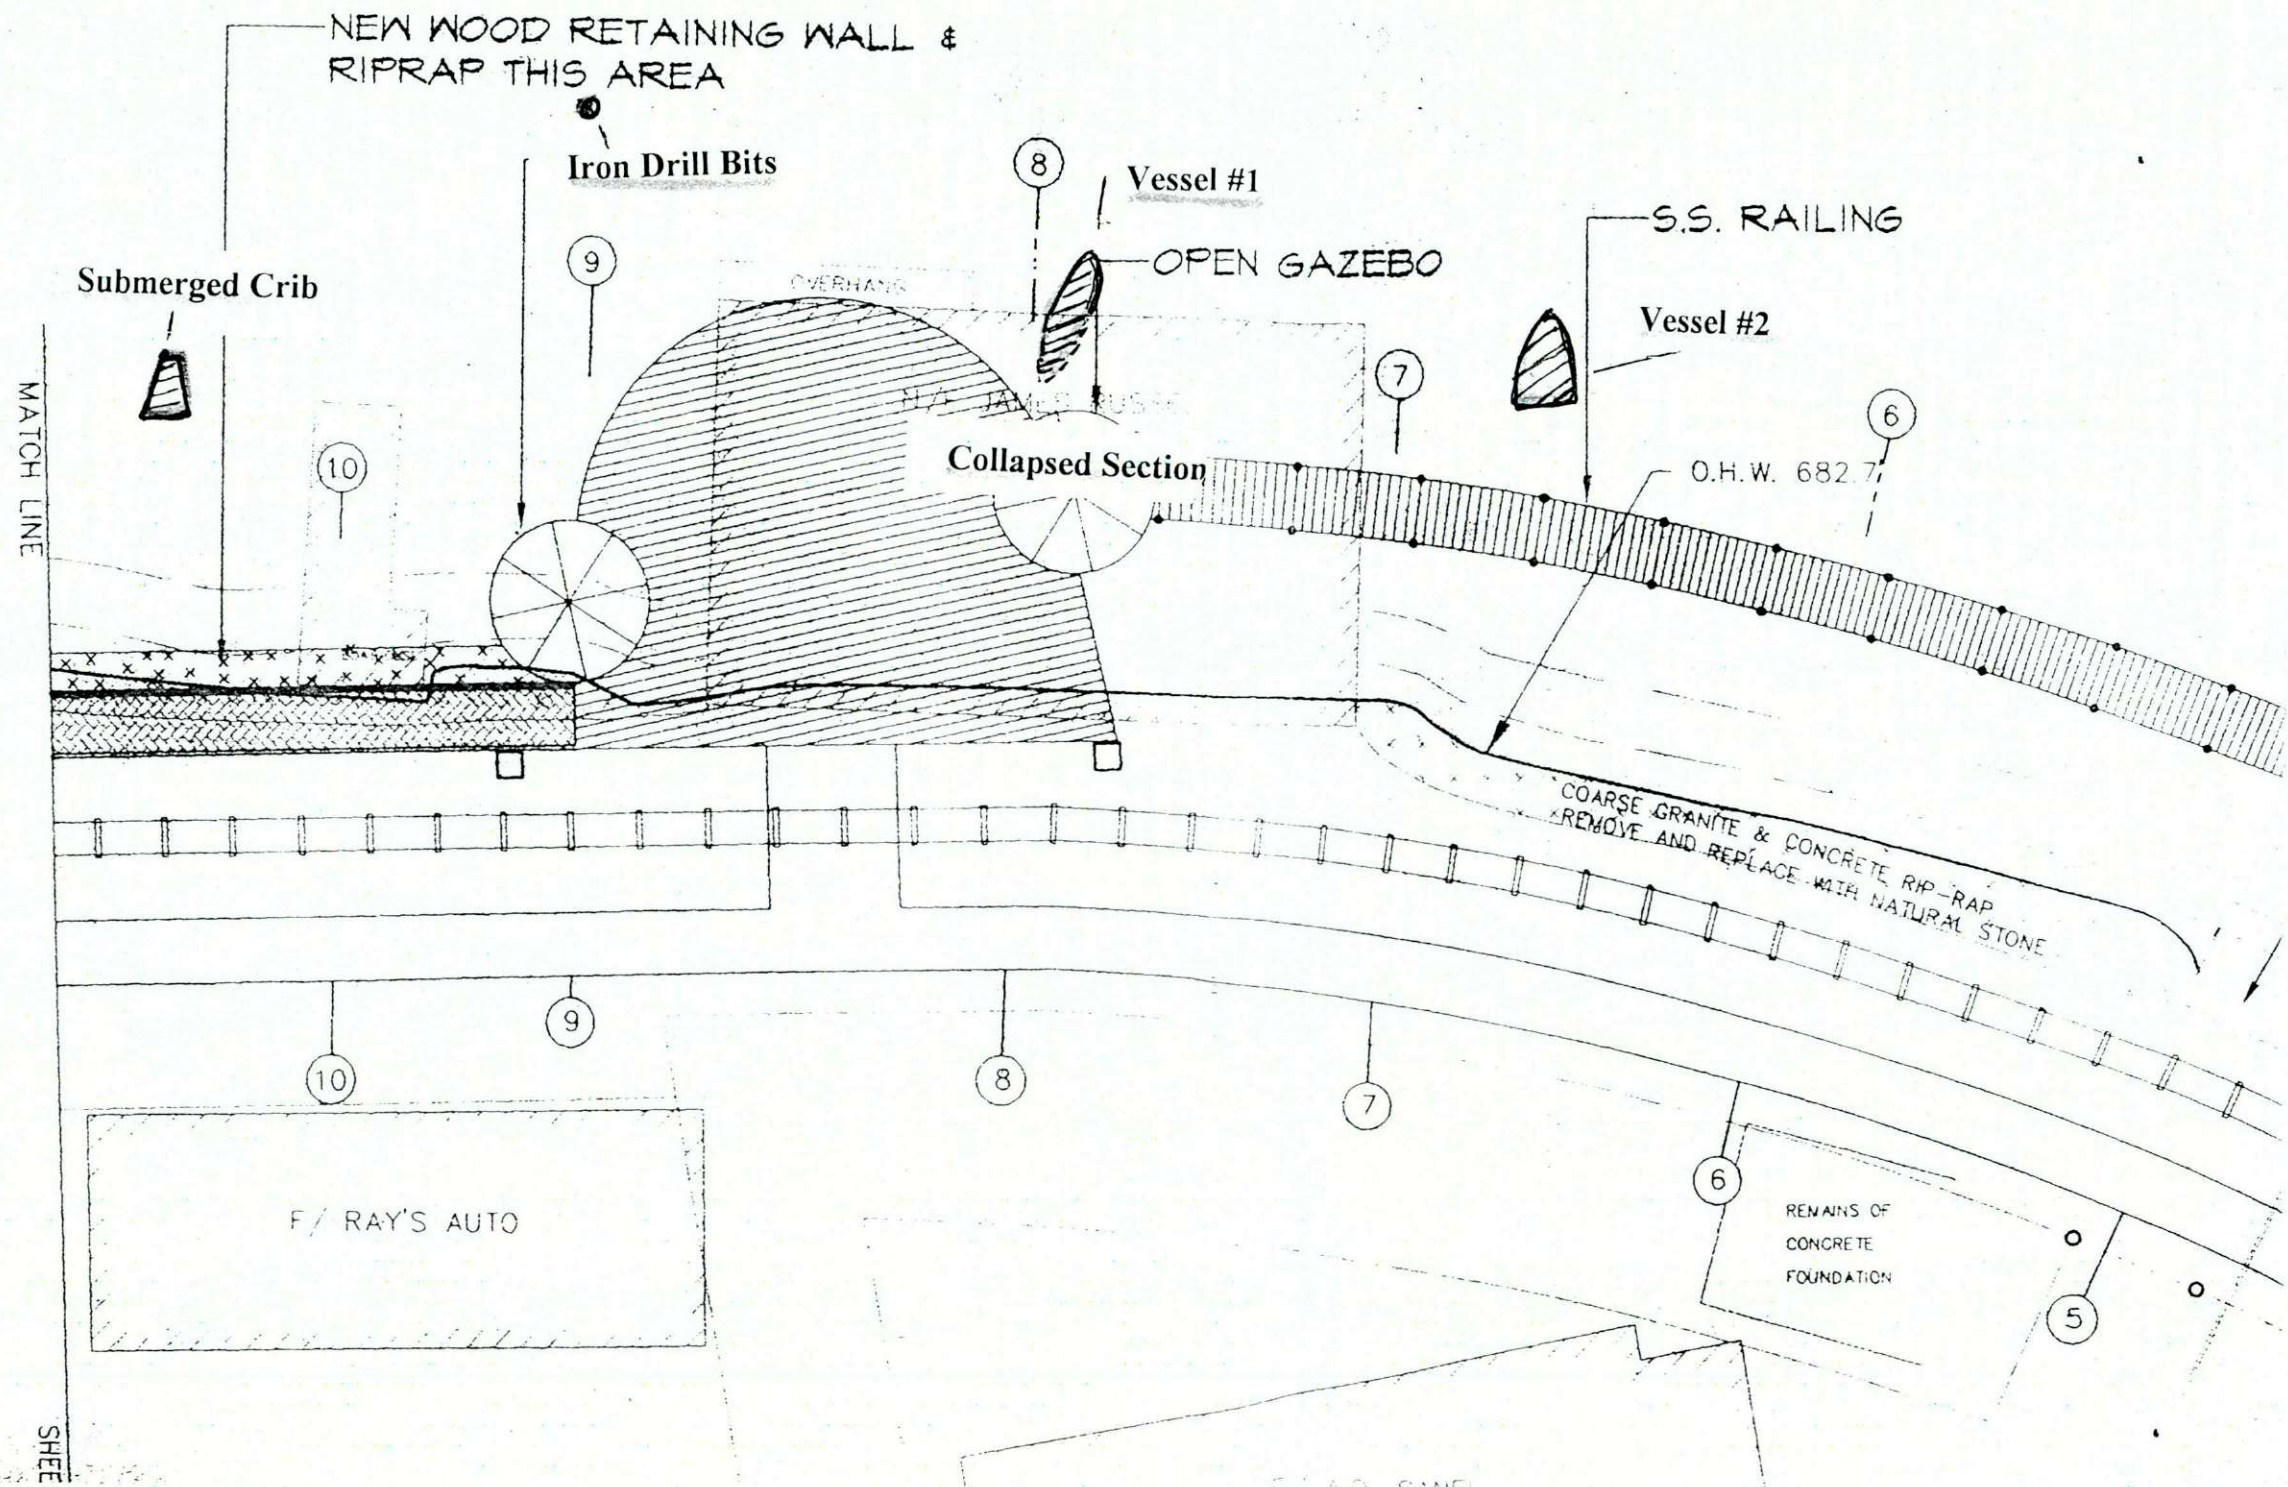 NEW WOOD RETAINING WALL &
RIPRAP THIS AREA
Iron Drill Bits
8
Vessel #1
S.S. RAILING
9
OPEN GAZEBO
Submerged Crib
OVERHANG
Vessel #2
7
6
MATCH LINE
JAMES
10
Collapsed Section
O.H.W. 682.7'
COARSE GRANITE & CONCRETE RIP-RAP
REMOVE AND REPLACE WITH NATURAL STONE
9
10
8
7
6
F/ RAY'S AUTO
REMAINS OF
CONCRETE
FOUNDATION
5
SHEE